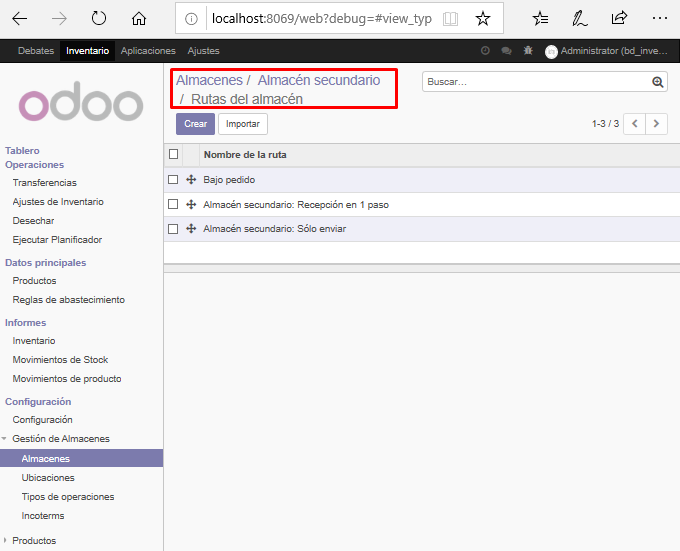 localhost:8069/web?debug=#view_typ
Debates Inventario Aplicaciones Ajustes Administrator (bd_inve...
odoo
Almacenes / Almacén secundario
/ Rutas del almacén
Buscar...
Crear Importar
1-3 / 3
Nombre de la ruta
Bajo pedido
Almacén secundario: Recepción en 1 paso
Almacén secundario: Sólo enviar
Tablero
Operaciones
Transferencias
Ajustes de Inventario
Desechar
Ejecutar Planificador
Datos principales
Productos
Reglas de abastecimiento
Informes
Inventario
Movimientos de Stock
Movimientos de producto
Configuración
Configuración
Gestión de Almacenes
Almacenes
Ubicaciones
Tipos de operaciones
Incoterms
Productos